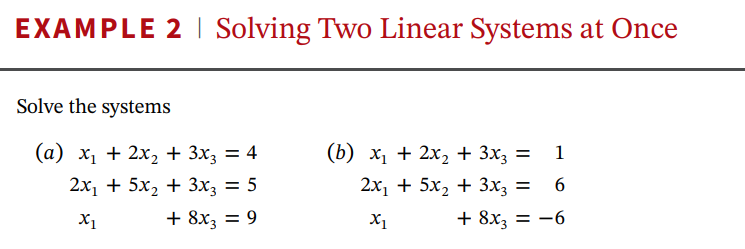 EXAMPLE 2 | Solving Two Linear Systems at Once
Solve the systems
(a) x₁ + 2x₂ + 3x₃ = 4 (b) x₁ + 2x₂ + 3x₃ = 1
2x₁ + 5x₂ + 3x₃ = 5 2x₁ + 5x₂ + 3x₃ = 6
x₁ + 8x₃ = 9 x₁ + 8x₃ = −6